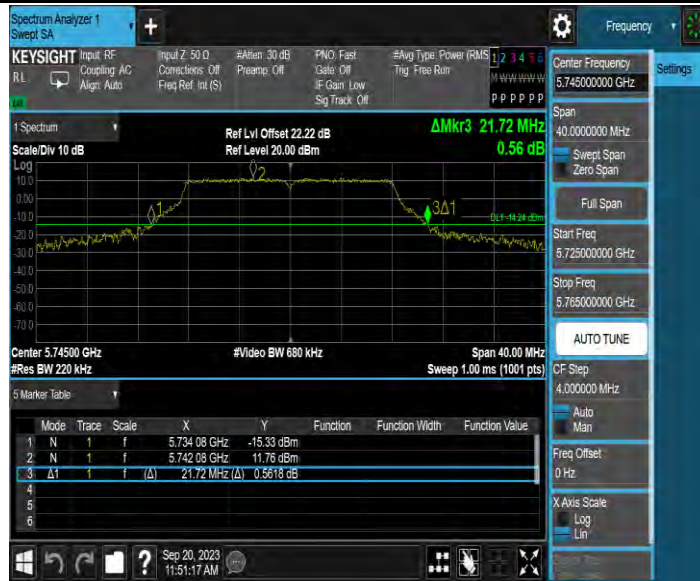 Spectrum Analyzer 1
Swept SA
+
Frequency
KEYSIGHT
RL
Input: RF
Coupling: AC
Align: Auto
Input Z: 50 Ω
Corrections: Off
Freq Ref: Int (S)
#Atten: 30 dB
Preamp: Off
PNO: Fast
Gate: Off
IF Gain: Low
Sig Track: Off
#Avg Type: Power (RMS
Trig: Free Run
1 2 3 4 5 6
M W W W W W
P P P P P P
1 Spectrum
Scale/Div 10 dB
Ref Lvl Offset 22.22 dB
Ref Level 20.00 dBm
ΔMkr3 21.72 MHz
0.56 dB
Log
10.0
0.00
-10.0
-20.0
-30.0
-40.0
-50.0
-60.0
-70.0
1
2
3Δ1
DL1 -14.24 dBm
Center 5.74500 GHz
#Video BW 680 kHz
Span 40.00 MHz
#Res BW 220 kHz
Sweep 1.00 ms (1001 pts)
5 Marker Table
Mode Trace Scale X Y Function Function Width Function Value
1 N 1 f 5.734 08 GHz -15.33 dBm
2 N 1 f 5.742 08 GHz 11.76 dBm
3 Δ1 1 f (Δ) 21.72 MHz (Δ) 0.5618 dB
4
5
6
Sep 20, 2023
11:51:17 AM
?
Center Frequency
5.745000000 GHz
Settings
Span
40.0000000 MHz
Swept Span
Zero Span
Full Span
Start Freq
5.725000000 GHz
Stop Freq
5.765000000 GHz
AUTO TUNE
CF Step
4.000000 MHz
Auto
Man
Freq Offset
0 Hz
X Axis Scale
Log
Lin